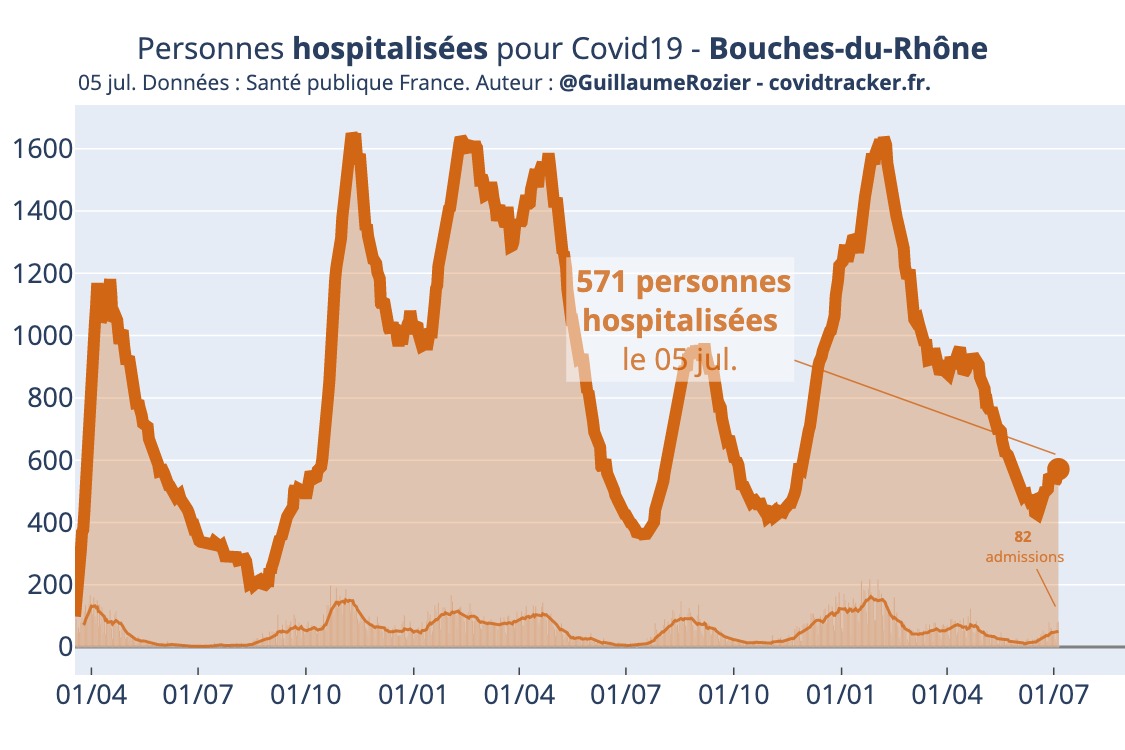 Personnes hospitalisées pour Covid19 - Bouches-du-Rhône
05 jul. Données : Santé publique France. Auteur : @GuillaumeRozier - covidtracker.fr.
1600
1400
1200
1000
800
600
400
200
0
571 personnes
hospitalisées
le 05 jul.
82
admissions
01/04 01/07 01/10 01/01 01/04 01/07 01/10 01/01 01/04 01/07